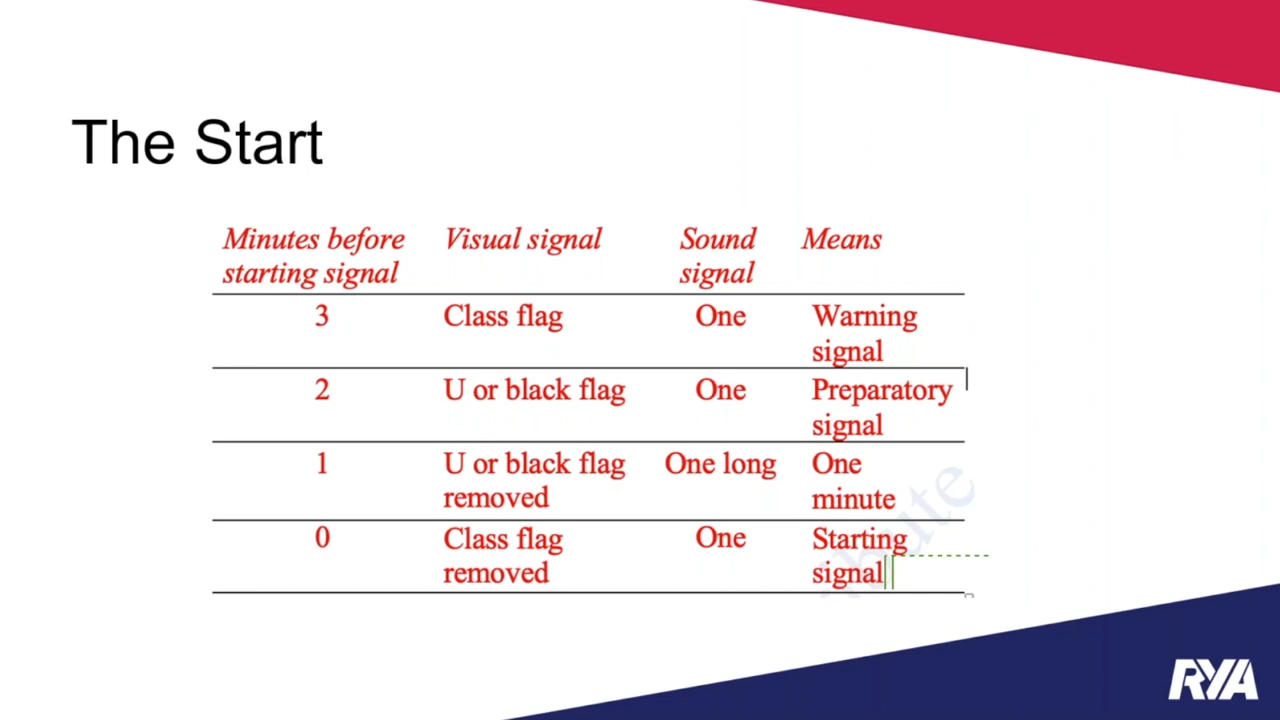 The Start
Minutes before Visual signal Sound Means
starting signal signal
3 Class flag One Warning
signal
2 U or black flag One Preparatory
signal
1 U or black flag One long One
removed minute
0 Class flag One Starting
removed signal
RYA